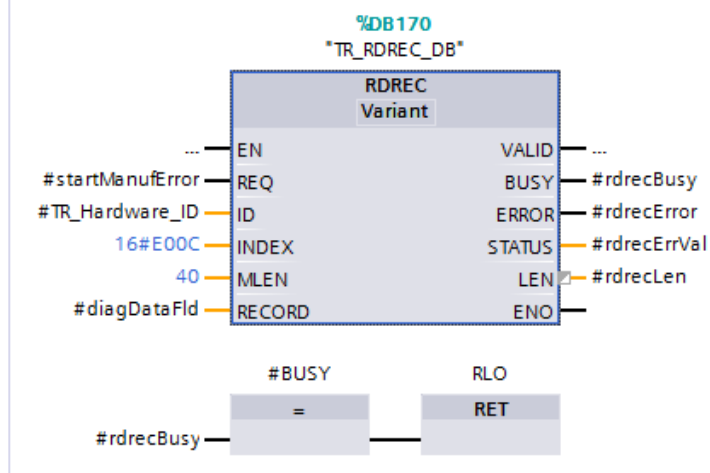 %DB170
"TR_RDREC_DB"
RDREC
Variant
... EN VALID ...
#startManufError REQ BUSY #rdrecBusy
#TR_Hardware_ID ID ERROR #rdrecError
16#E00C INDEX STATUS #rdrecErrVal
40 MLEN LEN #rdrecLen
#diagDataFld RECORD ENO
#BUSY RLO
= RET
#rdrecBusy